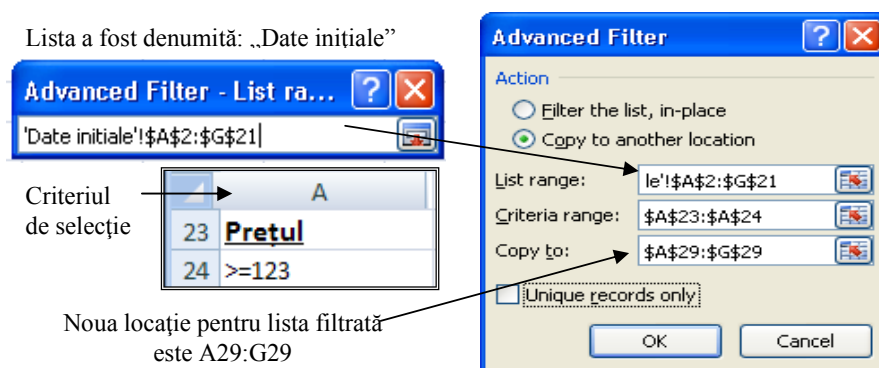 Lista a fost denumită: „Date iniţiale”
Advanced Filter - List ra...
'Date initiale'!$A$2:$G$21
Criteriul
de selecţie
A
23 Preţul
24 >=123
Noua locaţie pentru lista filtrată
este A29:G29
Advanced Filter
Action
Filter the list, in-place
Copy to another location
List range: le'!$A$2:$G$21
Criteria range: $A$23:$A$24
Copy to: $A$29:$G$29
Unique records only
OK Cancel